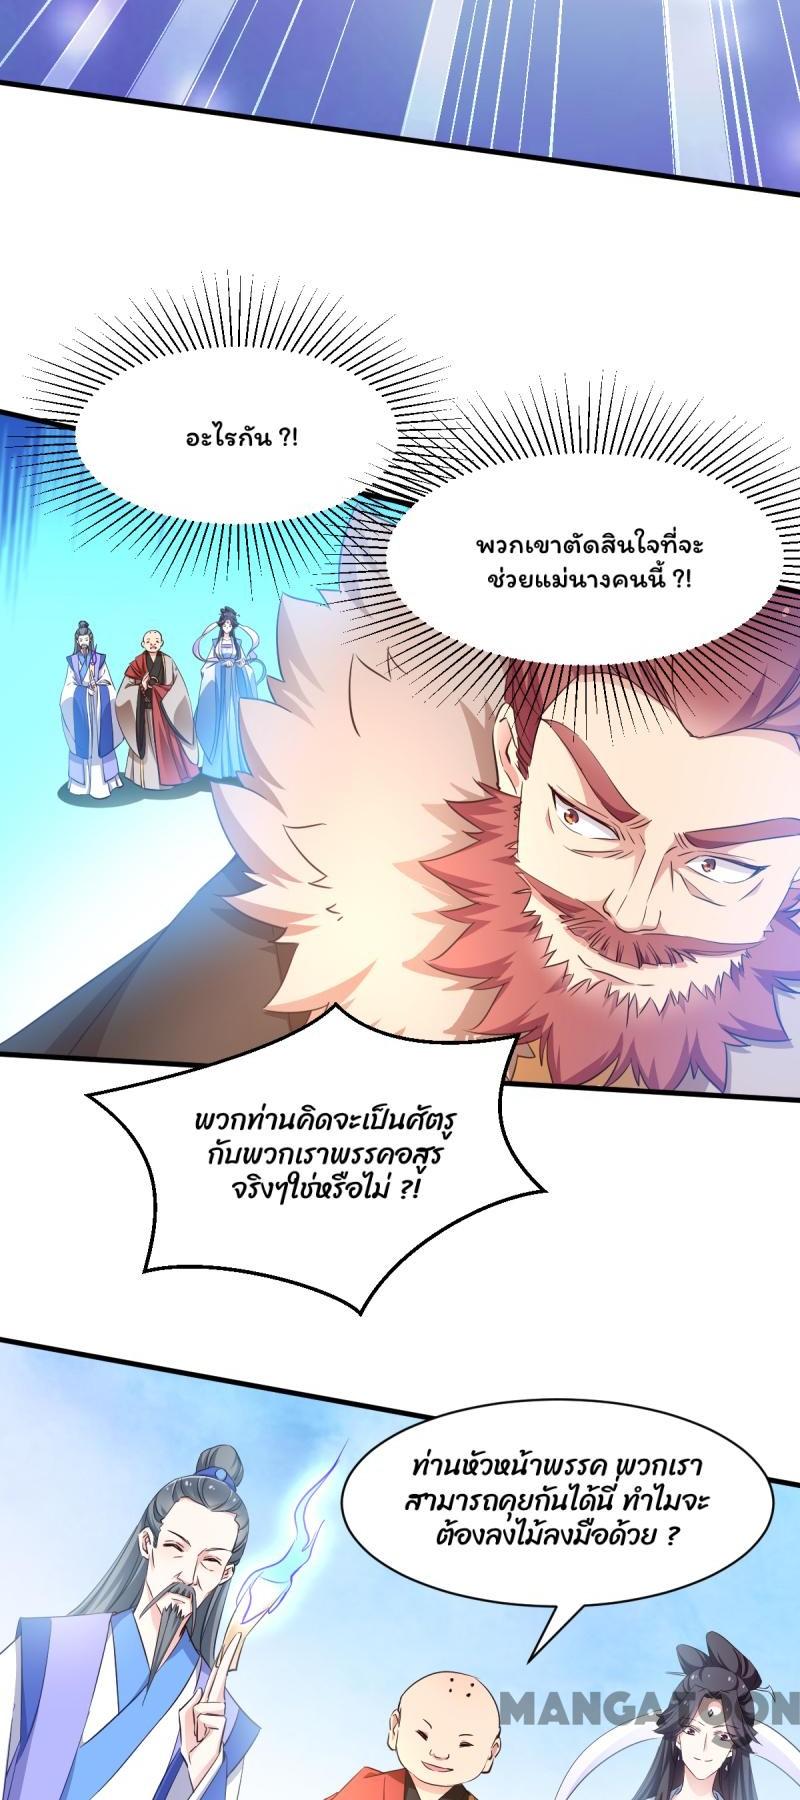 อะไรกัน ?!
พวกเขาตัดสินใจที่จะ
ช่วยแม่นางคนนี้ ?!
พวกท่านคิดจะเป็นศัตรู
กับพวกเราพรรคอสูร
จริงๆใช่หรือไม่ ?!
ท่านหัวหน้าพรรค พวกเรา
สามารถคุยกันได้นี่ ทำไมจะ
ต้องลงไม้ลงมือด้วย ?
MANGATOON